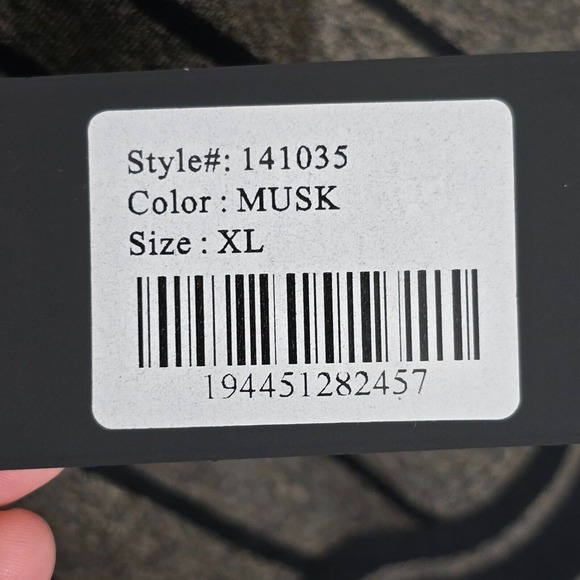 Style#: 141035
Color : MUSK
Size : XL
194451282457